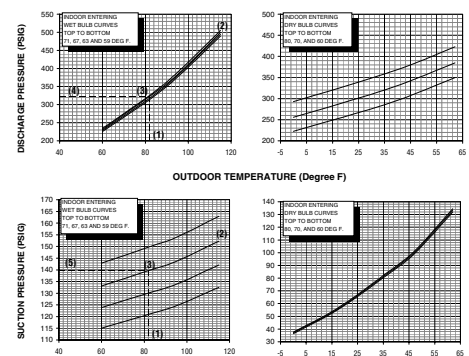 550
500
450
400
350
300
250
200
DISCHARGE PRESSURE (PSIG)
INDOOR ENTERING
WET BULB CURVES
TOP TO BOTTOM
71, 67, 63 AND 59 DEG F.
(2)
(4)
(3)
(1)
40 60 80 100 120
500
450
400
350
300
250
200
INDOOR ENTERING
DRY BULB CURVES
TOP TO BOTTOM
80, 70, AND 60 DEG F.
-5 5 15 25 35 45 55 65
OUTDOOR TEMPERATURE (Degree F)
170
165
160
155
150
145
140
135
130
125
120
115
110
SUCTION PRESSURE (PSIG)
INDOOR ENTERING
WET BULB CURVES
TOP TO BOTTOM
71, 67, 63 AND 59 DEG F.
(2)
(5)
(3)
(1)
40 60 80 100 120
140
130
120
110
100
90
80
70
60
50
40
30
INDOOR ENTERING
DRY BULB CURVES
TOP TO BOTTOM
80, 70, AND 60 DEG F.
-5 5 15 25 35 45 55 65